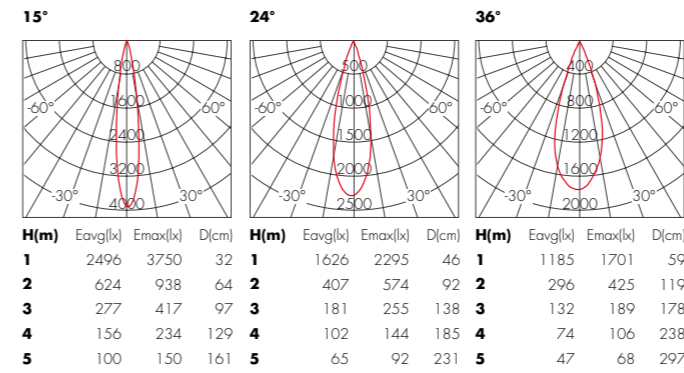 15° 24° 36°
800 500 400
-60° 1600 60° -60° 1000 60° -60° 800 60°
2400 1500 1200
3200 2000 1600
-30° 4000 30° -30° 2500 30° -30° 2000 30°
H(m) Eavg(lx) Emax(lx) D(cm) H(m) Eavg(lx) Emax(lx) D(cm) H(m) Eavg(lx) Emax(lx) D(cm)
1 2496 3750 32 1 1626 2295 46 1 1185 1701 59
2 624 938 64 2 407 574 92 2 296 425 119
3 277 417 97 3 181 255 138 3 132 189 178
4 156 234 129 4 102 144 185 4 74 106 238
5 100 150 161 5 65 92 231 5 47 68 297